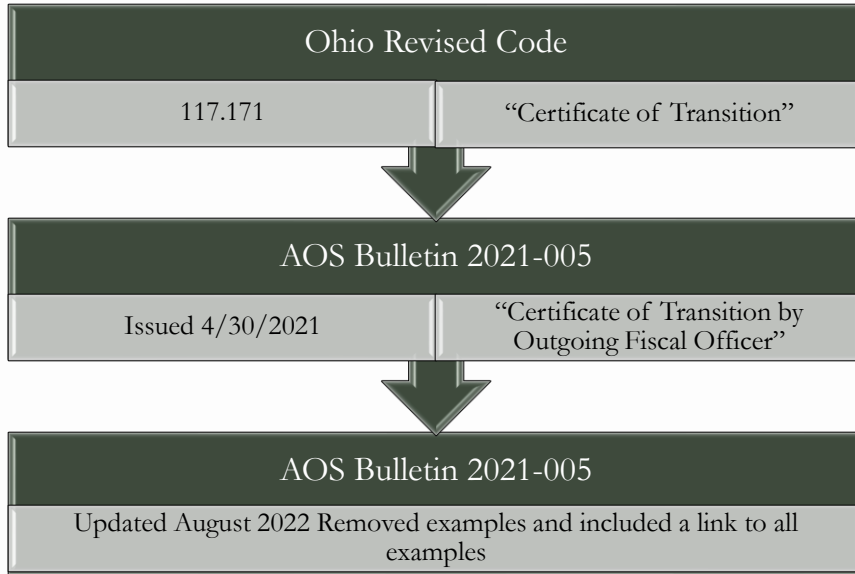 Ohio Revised Code
117.171
“Certificate of Transition”
AOS Bulletin 2021-005
Issued 4/30/2021
“Certificate of Transition by
Outgoing Fiscal Officer”
AOS Bulletin 2021-005
Updated August 2022 Removed examples and included a link to all
examples